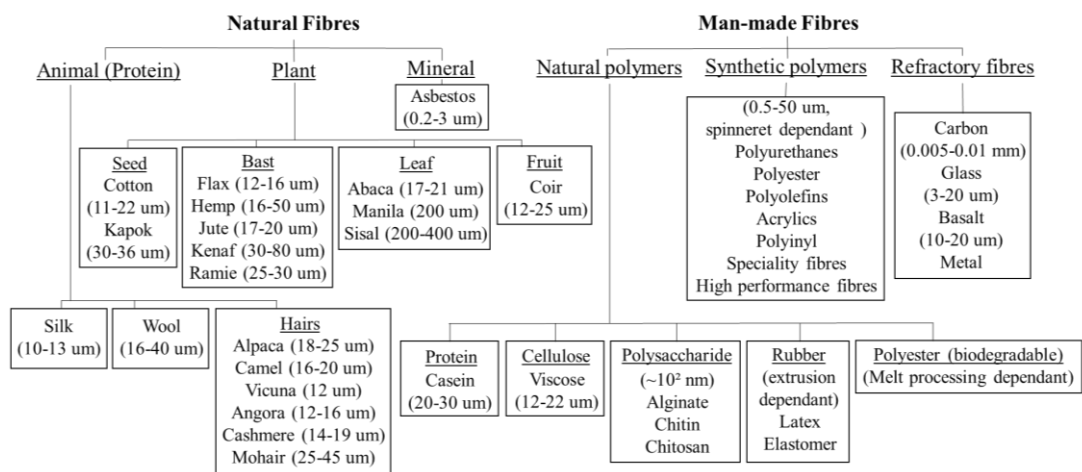 Natural Fibres
Man-made Fibres
Animal (Protein)
Plant
Mineral
Natural polymers
Synthetic polymers
Refractory fibres
Asbestos
(0.2-3 um)
Seed
Cotton
(11-22 um)
Kapok
(30-36 um)
Bast
Flax (12-16 um)
Hemp (16-50 um)
Jute (17-20 um)
Kenaf (30-80 um)
Ramie (25-30 um)
Leaf
Abaca (17-21 um)
Manila (200 um)
Sisal (200-400 um)
Fruit
Coir
(12-25 um)
(0.5-50 um,
spinneret dependant )
Polyurethanes
Polyester
Polyolefins
Acrylics
Polyinyl
Speciality fibres
High performance fibres
Carbon
(0.005-0.01 mm)
Glass
(3-20 um)
Basalt
(10-20 um)
Metal
Silk
(10-13 um)
Wool
(16-40 um)
Hairs
Alpaca (18-25 um)
Camel (16-20 um)
Vicuna (12 um)
Angora (12-16 um)
Cashmere (14-19 um)
Mohair (25-45 um)
Protein
Casein
(20-30 um)
Cellulose
Viscose
(12-22 um)
Polysaccharide
(~10² nm)
Alginate
Chitin
Chitosan
Rubber
(extrusion
dependant)
Latex
Elastomer
Polyester (biodegradable)
(Melt processing dependant)